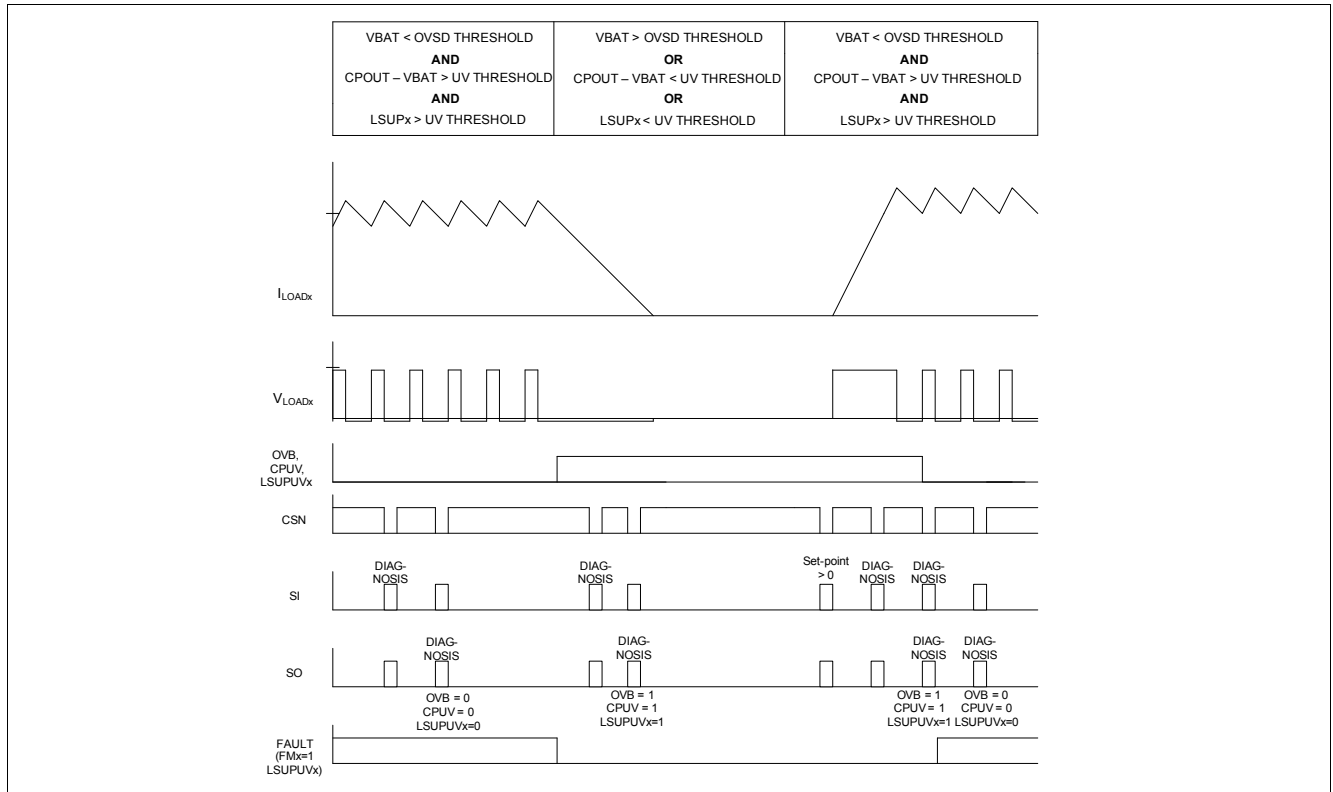 VBAT < OVSD THRESHOLD
AND
CPOUT – VBAT > UV THRESHOLD
AND
LSUPx > UV THRESHOLD
VBAT > OVSD THRESHOLD
OR
CPOUT – VBAT < UV THRESHOLD
OR
LSUPx < UV THRESHOLD
VBAT < OVSD THRESHOLD
AND
CPOUT – VBAT > UV THRESHOLD
AND
LSUPx > UV THRESHOLD
ILOADx
VLOADx
OVB,
CPUV,
LSUPUVx
CSN
SI
DIAG-
NOSIS
DIAG-
NOSIS
Set-point
> 0
DIAG-
NOSIS
DIAG-
NOSIS
SO
DIAG-
NOSIS
OVB = 0
CPUV = 0
LSUPUVx=0
DIAG-
NOSIS
OVB = 1
CPUV = 1
LSUPUVx=1
DIAG-
NOSIS
OVB = 1
CPUV = 1
LSUPUVx=1
DIAG-
NOSIS
OVB = 0
CPUV = 0
LSUPUVx=0
FAULT
(FMx=1
LSUPUVx)